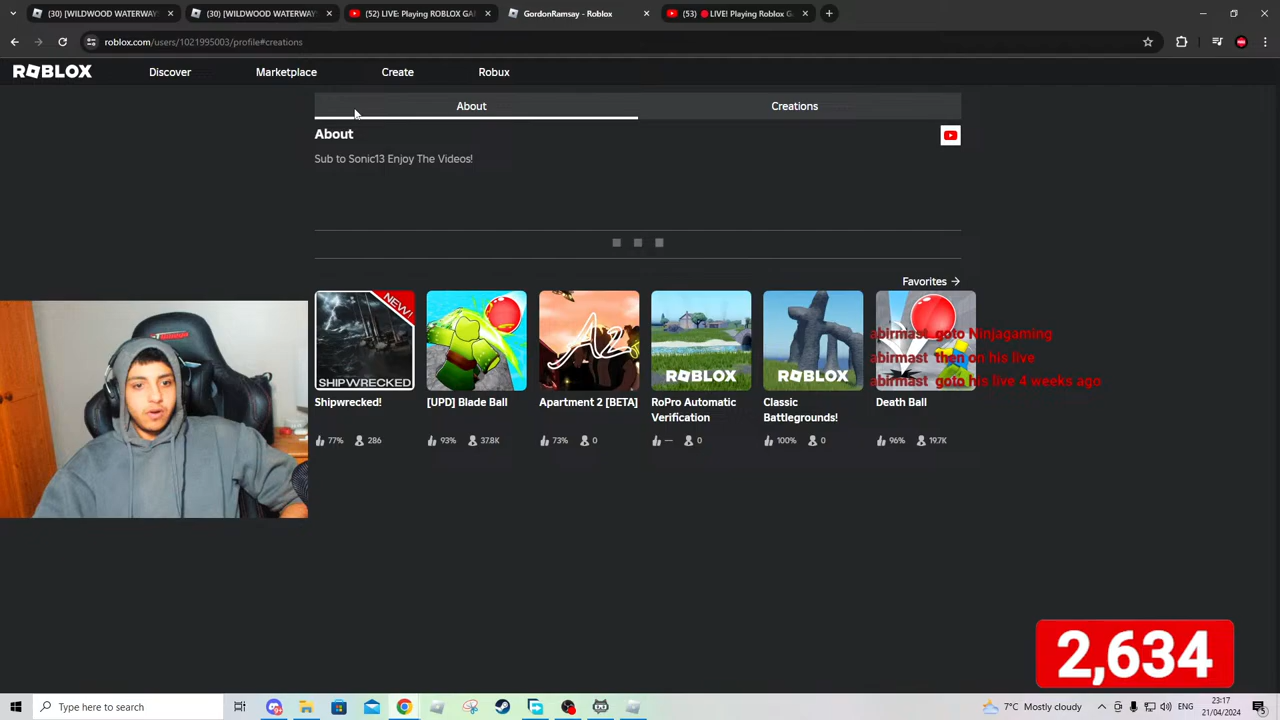 (30) [WILDWOOD WATERWAY
(30) [WILDWOOD WATERWAY
(52) LIVE: Playing ROBLOX GA
GordonRamsay - Roblox
(53) 🔴LIVE! Playing Roblox G
roblox.com/users/1021995003/profile#creations
ROBLOX
Discover
Marketplace
Create
Robux
About
Creations
About
Sub to Sonic13 Enjoy The Videos!
Favorites →
NEW!
SHIPWRECKED
A2
ROBLOX
ROBLOX
abirmast goto Ninjagaming
abirmast then on his live
abirmast goto his live 4 weeks ago
Shipwrecked!
[UPD] Blade Ball
Apartment 2 [BETA]
RoPro Automatic
Verification
Classic
Battlegrounds!
Death Ball
77% 286
93% 37.8K
73% 0
-- 0
100% 0
96% 19.7K
2,634
Type here to search
7°C Mostly cloudy
ENG
23:17
21/04/2024